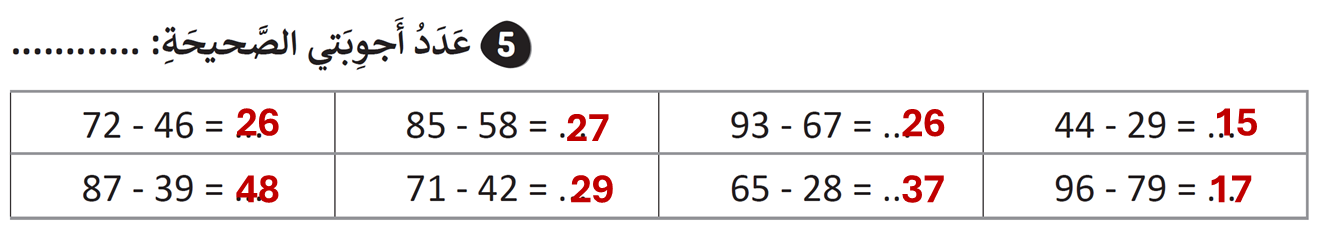 5 عَدَدُ أَجوِبَتي الصَّحيحَةِ: ............
72 - 46 = ...26 85 - 58 = ...27 93 - 67 = ...26 44 - 29 = ...15
87 - 39 = ...48 71 - 42 = ...29 65 - 28 = ...37 96 - 79 = ...17